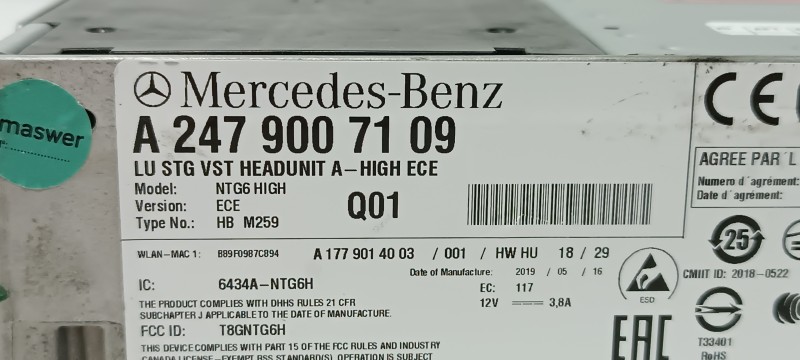 Mercedes-Benz
maswer
A 247 900 71 09
LU STG VST HEADUNIT A-HIGH ECE
Model: NTG6 HIGH
Version: ECE
Type No.: HB M259
Q01
WLAN-MAC 1: B89F0987C894
A 177 901 40 03 / 001 / HW HU 18 / 29
Date of Manufacture: 2019 / 05 / 16
IC: 6434A-NTG6H
EC: 117
12V 3,8A
THE PRODUCT COMPLIES WITH DHHS RULES 21 CFR
SUBCHAPTER J APPLICABLE TO THE DATE OF MANUFACTURE.
FCC ID: T8GNTG6H
THIS DEVICE COMPLIES WITH PART 15 OF THE FCC RULES AND INDUSTRY
CANADA LICENSE-EXEMPT RSS STANDARD(S). OPERATION IS SUBJECT
ESD
EAC
CE
AGREE PAR L
Numero d'agrément:
Date d'agrément:
25
CMIIT ID: 2018-0522
T33401
RoHS